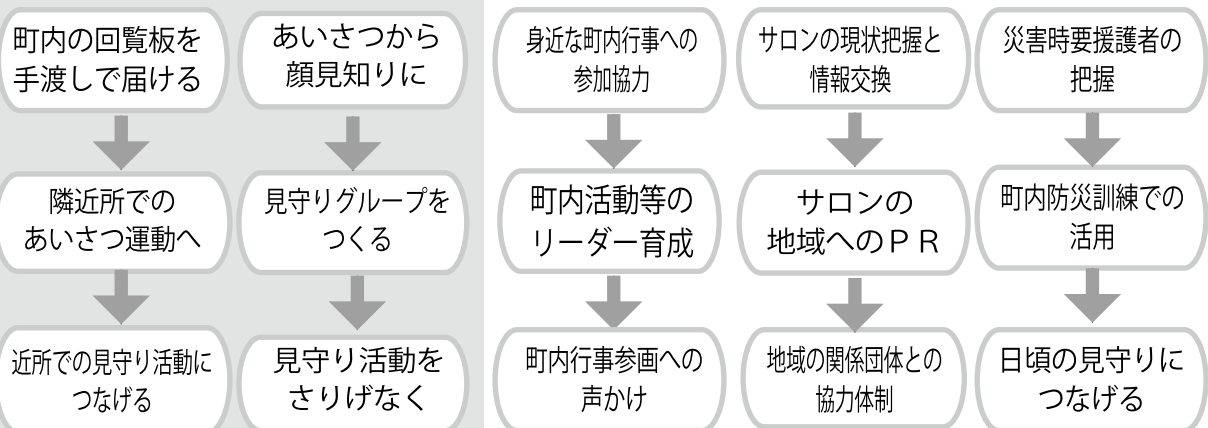 町内の回覧板を
手渡しで届ける
隣近所での
あいさつ運動へ
近所での見守り活動に
つなげる
あいさつから
顔見知りに
見守りグループを
つくる
見守り活動を
さりげなく
身近な町内行事への
参加協力
町内活動等の
リーダー育成
町内行事参画への
声かけ
サロンの現状把握と
情報交換
サロンの
地域へのＰＲ
地域の関係団体との
協力体制
災害時要援護者の
把握
町内防災訓練での
活用
日頃の見守りに
つなげる